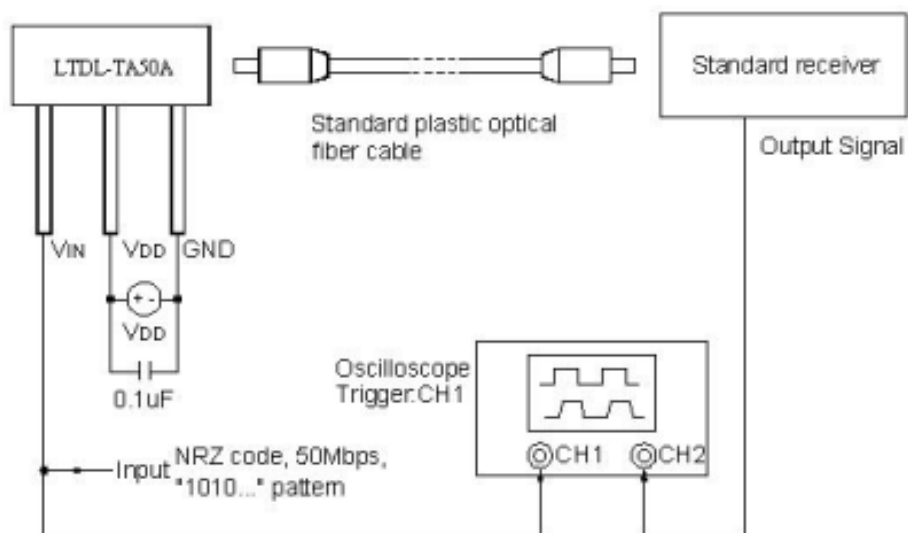 LTDL-TA50A
Standard plastic optical
fiber cable
Standard receiver
Output Signal
VIN
VDD
GND
+ -
VDD
0.1uF
Input
NRZ code, 50Mbps,
"1010..." pattern
Oscilloscope
Trigger:CH1
CH1
CH2